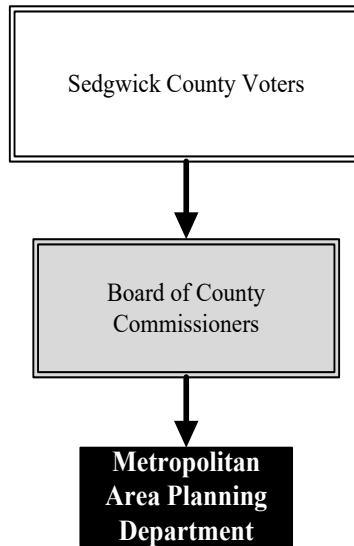 Sedgwick County Voters
Board of County
Commissioners
Metropolitan
Area Planning
Department